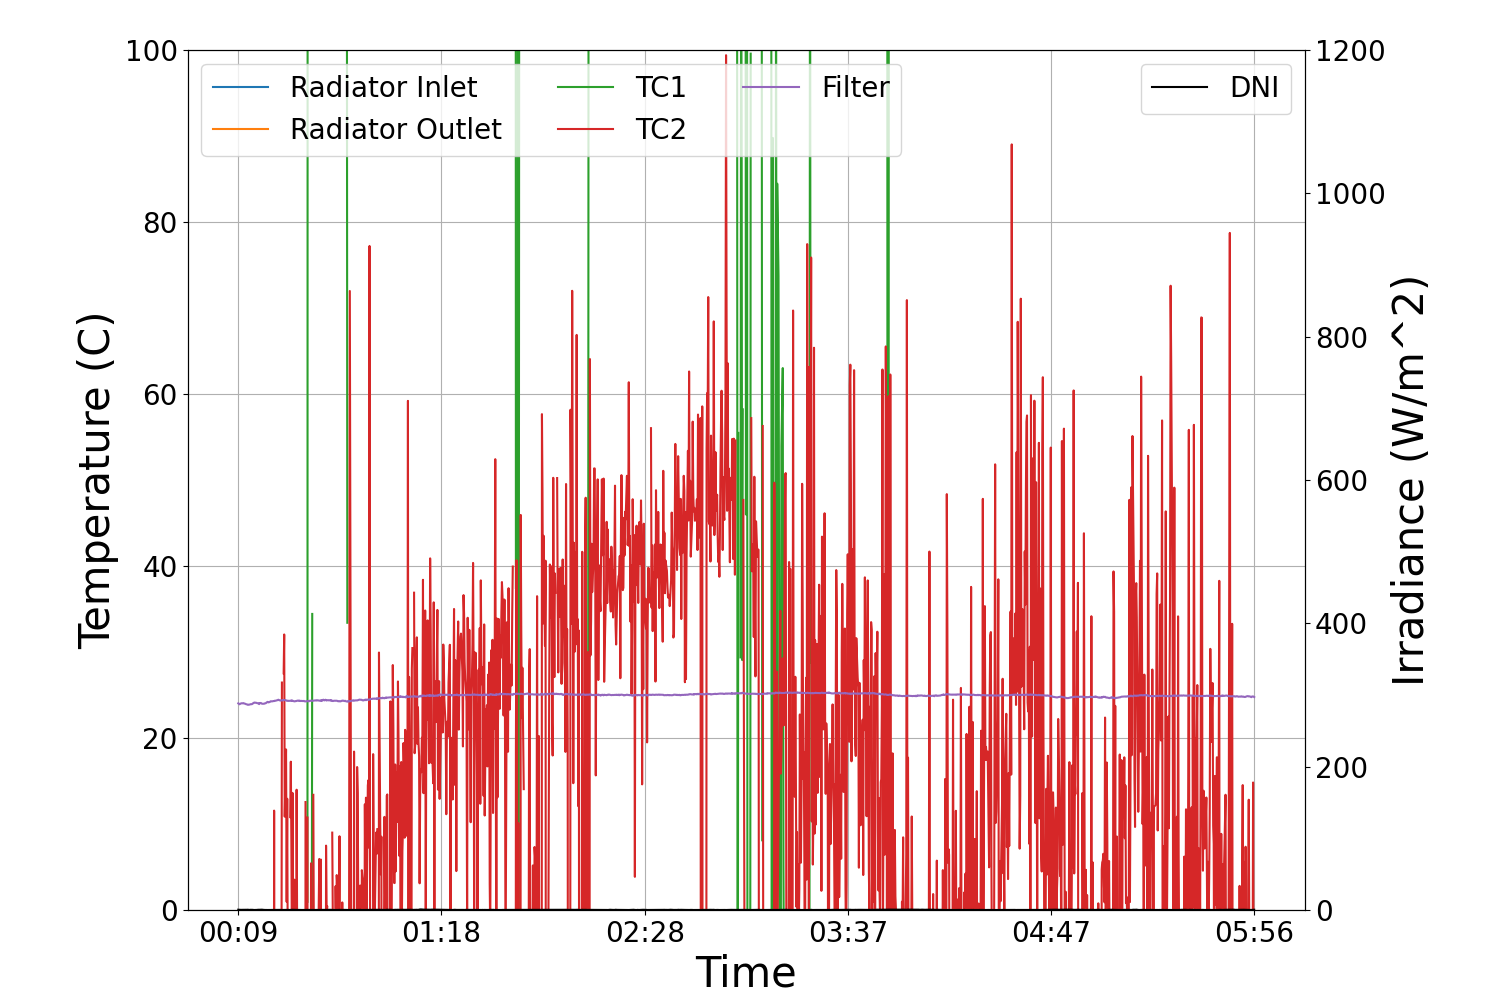 100
80
60
40
20
0
Temperature (C)
Radiator Inlet
Radiator Outlet
TC1
TC2
Filter
DNI
1200
1000
800
600
400
200
0
Irradiance (W/m^2)
00:09 01:18 02:28 03:37 04:47 05:56
Time